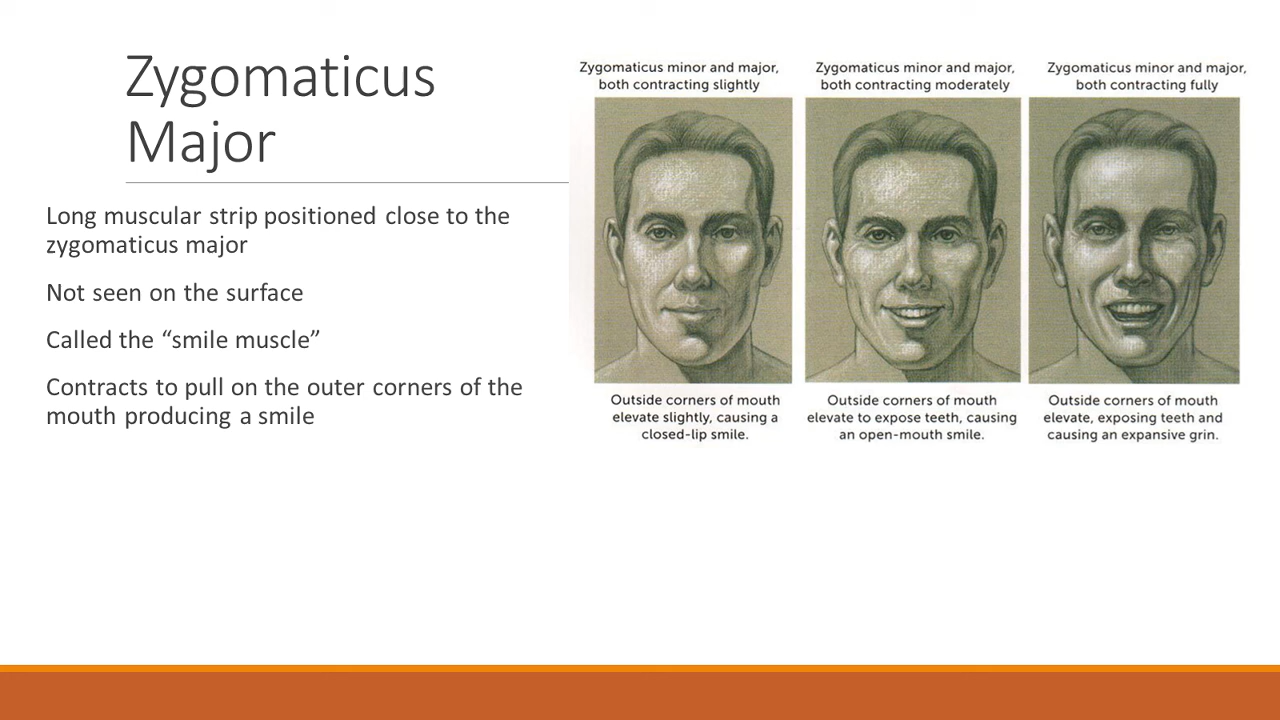 Zygomaticus
Major
Long muscular strip positioned close to the
zygomaticus major
Not seen on the surface
Called the “smile muscle”
Contracts to pull on the outer corners of the
mouth producing a smile
Zygomaticus minor and major,
both contracting slightly
Outside corners of mouth
elevate slightly, causing a
closed-lip smile.
Zygomaticus minor and major,
both contracting moderately
Outside corners of mouth
elevate to expose teeth, causing
an open-mouth smile.
Zygomaticus minor and major,
both contracting fully
Outside corners of mouth
elevate, exposing teeth and
causing an expansive grin.